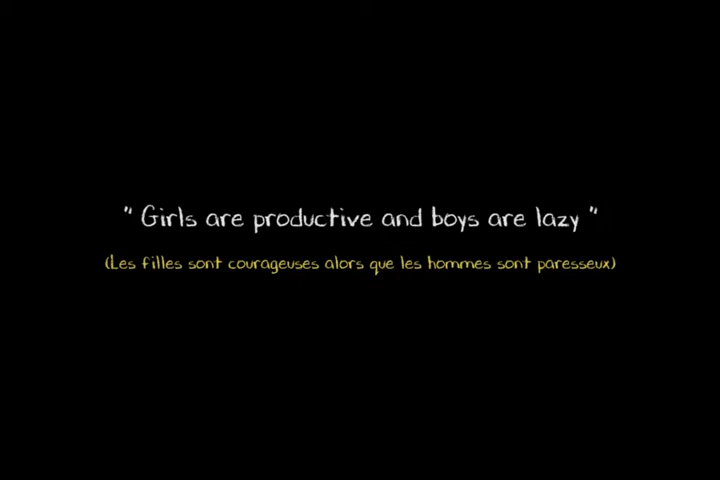 " Girls are productive and boys are lazy "
(Les filles sont courageuses alors que les hommes sont paresseux)